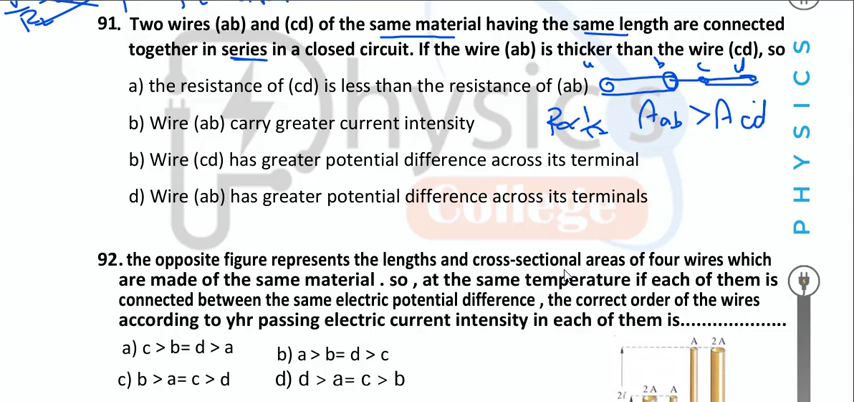 91. Two wires (ab) and (cd) of the same material having the same length are connected
together in series in a closed circuit. If the wire (ab) is thicker than the wire (cd), so
a b c d
a) the resistance of (cd) is less than the resistance of (ab)
b) Wire (ab) carry greater current intensity
A ab > A cd
b) Wire (cd) has greater potential difference across its terminal
d) Wire (ab) has greater potential difference across its terminals
Physics
College
PHYSICS
92. the opposite figure represents the lengths and cross-sectional areas of four wires which
are made of the same material . so , at the same temperature if each of them is
connected between the same electric potential difference , the correct order of the wires
according to yhr passing electric current intensity in each of them is.....................
a) c > b= d > a
b) a > b= d > c
c) b > a= c > d
d) d > a= c > b
A 2A
2A A
2ℓ